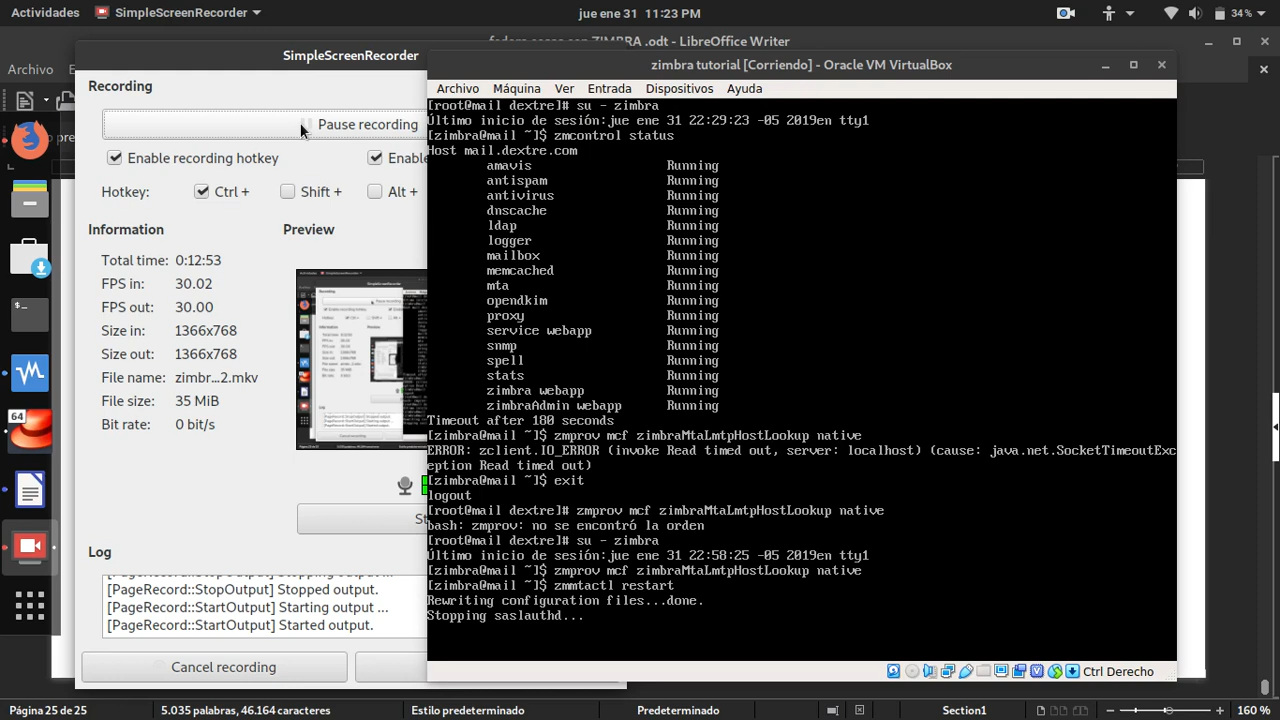 Actividades
SimpleScreenRecorder
jue ene 31 11:23 PM
34%
- LibreOffice Writer
Archivo
SimpleScreenRecorder
Recording
Pause recording
Enable recording hotkey
Enable
Hotkey:
Ctrl +
Shift +
Alt +
Information
Preview
Total time: 0:12:53
FPS in: 30.02
FPS out: 30.00
Size in: 1366x768
Size out: 1366x768
File name: zimbr...2.mkv
File size: 35 MiB
Bit rate: 0 bit/s
Log
[PageRecord::StopOutput] Stopping output ...
[PageRecord::StopOutput] Stopped output.
[PageRecord::StartOutput] Starting output ...
[PageRecord::StartOutput] Started output.
Cancel recording
64
zimbra tutorial [Corriendo] - Oracle VM VirtualBox
Archivo Máquina Ver Entrada Dispositivos Ayuda
[root@mail dextre]# su - zimbra
Último inicio de sesión:jue ene 31 22:29:23 -05 2019en tty1
[zimbra@mail ~]$ zmcontrol status
Host mail.dextre.com
amavis Running
antispam Running
antivirus Running
dnscache Running
ldap Running
logger Running
mailbox Running
memcached Running
mta Running
opendkim Running
proxy Running
service webapp Running
snmp Running
spell Running
stats Running
zimbra webapp Running
zimbraAdmin webapp Running
Timeout after 180 seconds
[zimbra@mail ~]$ zmprov mcf zimbraMtaLmtpHostLookup native
ERROR: zclient.IO_ERROR (invoke Read timed out, server: localhost) (cause: java.net.SocketTimeoutExc
eption Read timed out)
[zimbra@mail ~]$ exit
logout
[root@mail dextre]# zmprov mcf zimbraMtaLmtpHostLookup native
bash: zmprov: no se encontró la orden
[root@mail dextre]# su - zimbra
Último inicio de sesión:jue ene 31 22:58:25 -05 2019en tty1
[zimbra@mail ~]$ zmprov mcf zimbraMtaLmtpHostLookup native
[zimbra@mail ~]$ zmmtactl restart
Rewriting configuration files...done.
Stopping saslauthd...
Ctrl Derecho
Página 25 de 25
5.035 palabras, 46.164 caracteres
Estilo predeterminado
Predeterminado
Section1
160 %